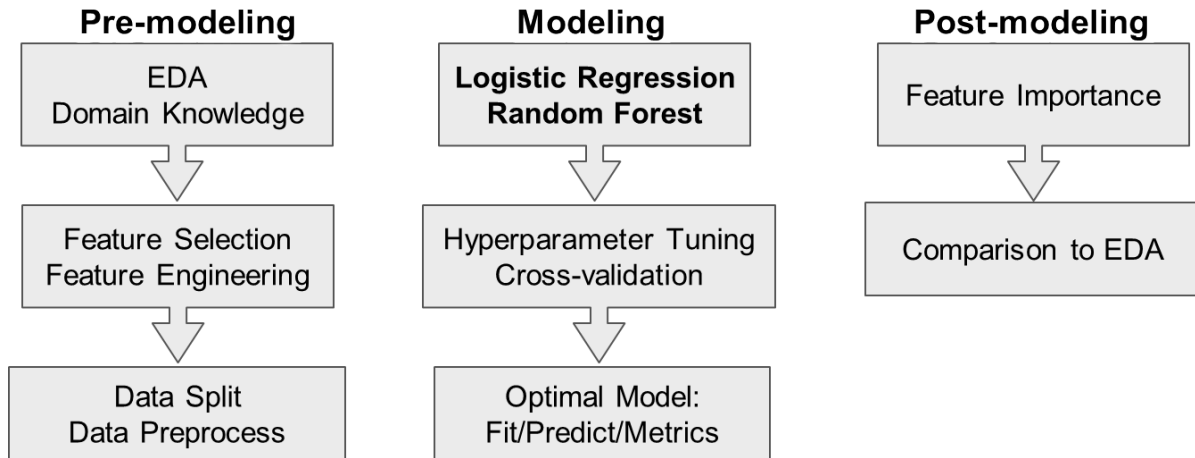 Pre-modeling
EDA
Domain Knowledge
Feature Selection
Feature Engineering
Data Split
Data Preprocess
Modeling
Logistic Regression
Random Forest
Hyperparameter Tuning
Cross-validation
Optimal Model:
Fit/Predict/Metrics
Post-modeling
Feature Importance
Comparison to EDA